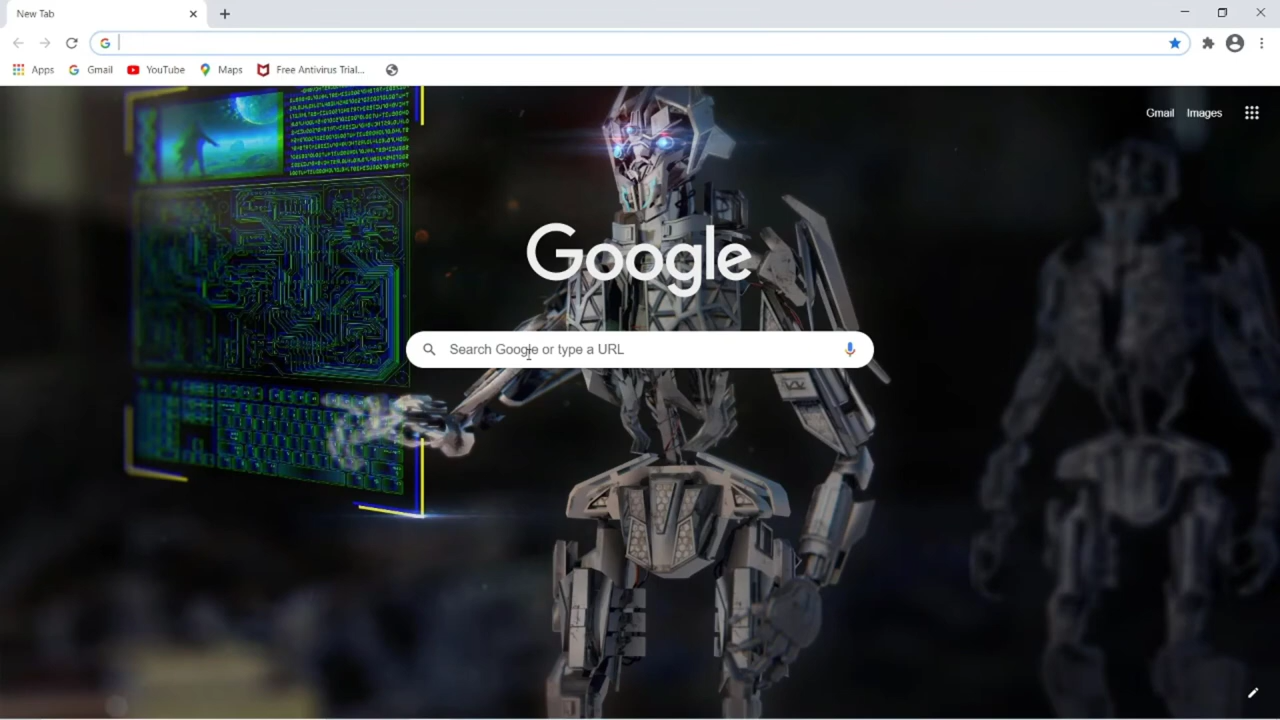 New Tab
Apps
Gmail
YouTube
Maps
Free Antivirus Trial...
Gmail
Images
Google
Search Google or type a URL